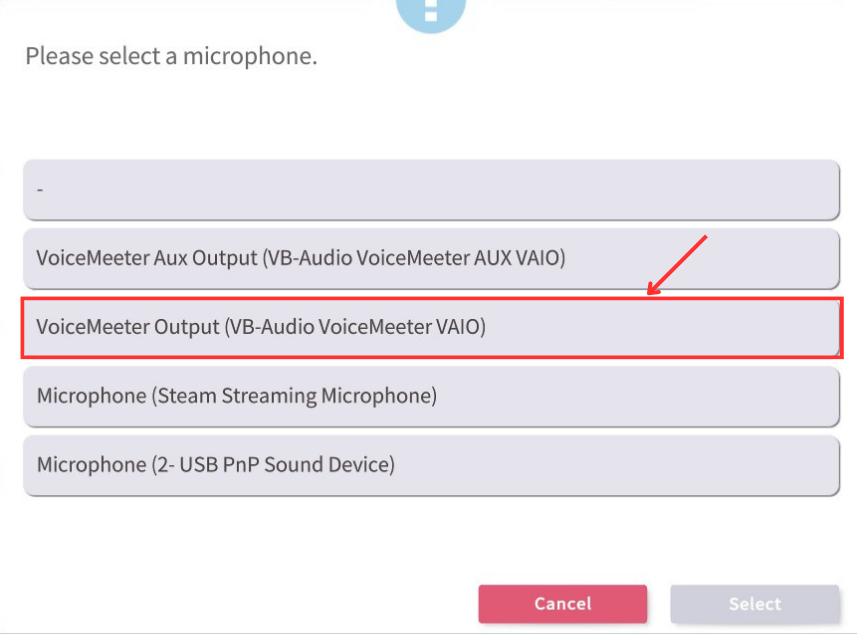 Please select a microphone.
-
VoiceMeeter Aux Output (VB-Audio VoiceMeeter AUX VAIO)
VoiceMeeter Output (VB-Audio VoiceMeeter VAIO)
Microphone (Steam Streaming Microphone)
Microphone (2- USB PnP Sound Device)
Cancel
Select